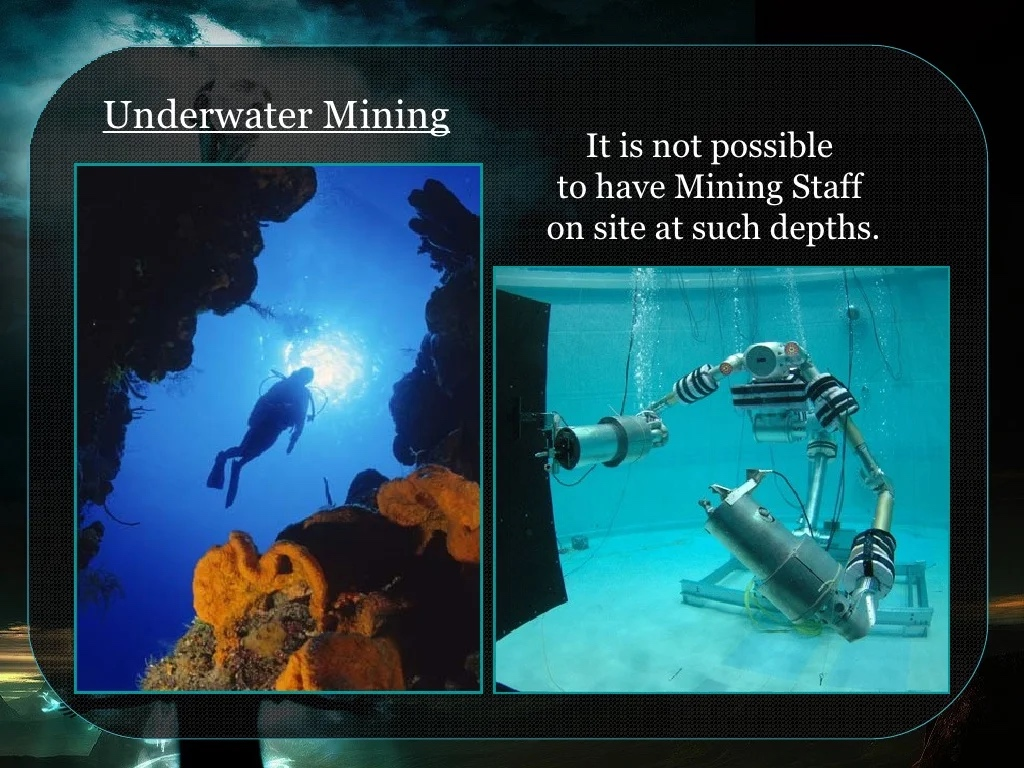 Underwater Mining
It is not possible
to have Mining Staff
on site at such depths.